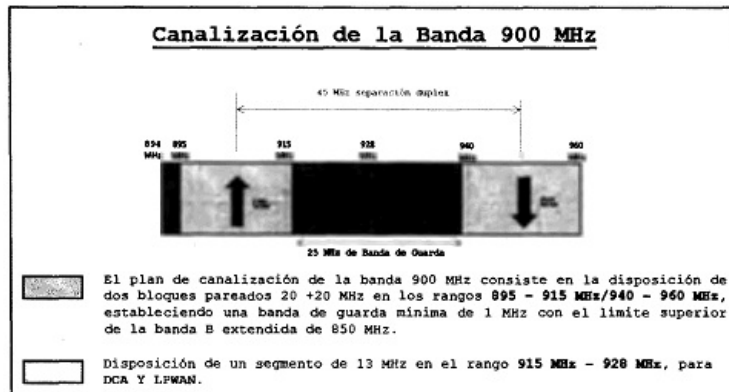 Canalización de la Banda 900 MHz
45 MHz separación duplex
894 895 915 928 940 960
MHz
25 MHz de Banda de Guarda
El plan de canalización de la banda 900 MHz consiste en la disposición de
dos bloques pareados 20 +20 MHz en los rangos 895 - 915 MHz/940 - 960 MHz,
estableciendo una banda de guarda mínima de 1 MHz con el límite superior
de la banda B extendida de 850 MHz.
Disposición de un segmento de 13 MHz en el rango 915 MHz - 928 MHz, para
DCA Y LPWAN.